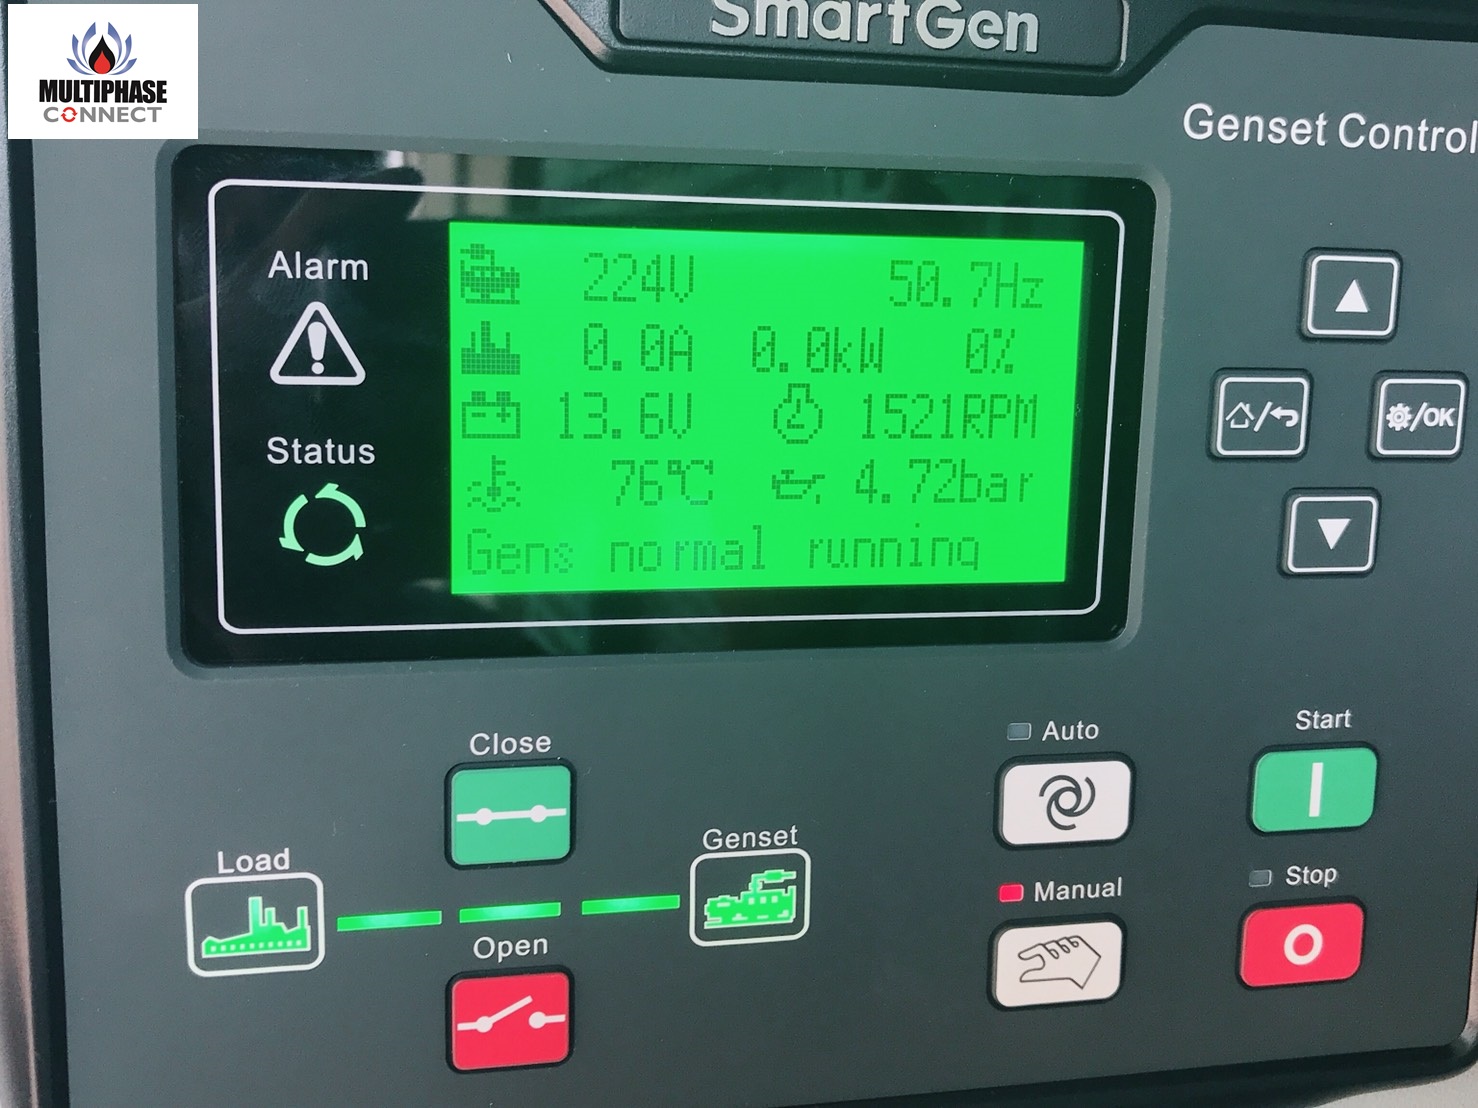 MULTIPHASE
CONNECT
SmartGen
Genset Control
Alarm
Status
224V 50.7Hz
0.0A 0.0kW 0%
13.6V 1521RPM
76℃ 4.72bar
Gens normal running
/OK
Close
Auto
Start
Load
Genset
Manual
Stop
Open